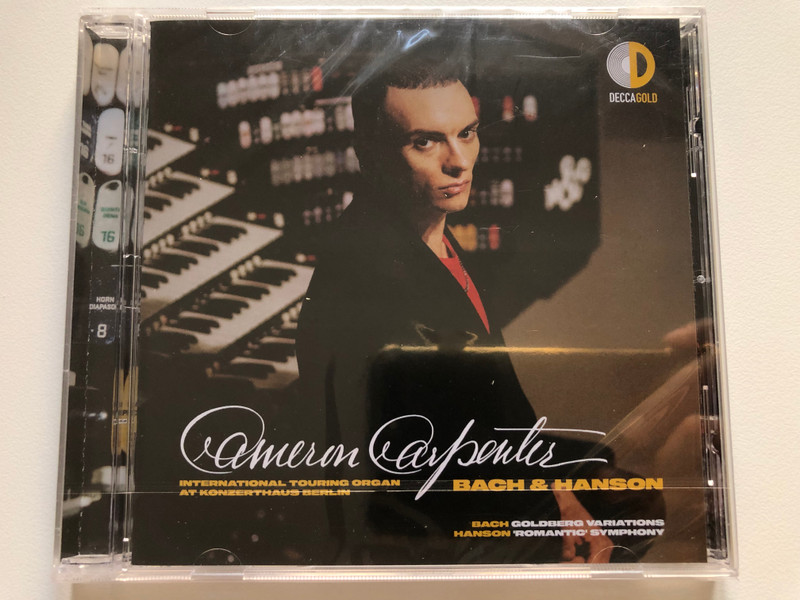 DECCAGOLD
16
16
16
HORN
DIAPASON
8
Cameron Carpenter
INTERNATIONAL TOURING ORGAN
AT KONZERTHAUS BERLIN
BACH & HANSON
BACH GOLDBERG VARIATIONS
HANSON 'ROMANTIC' SYMPHONY